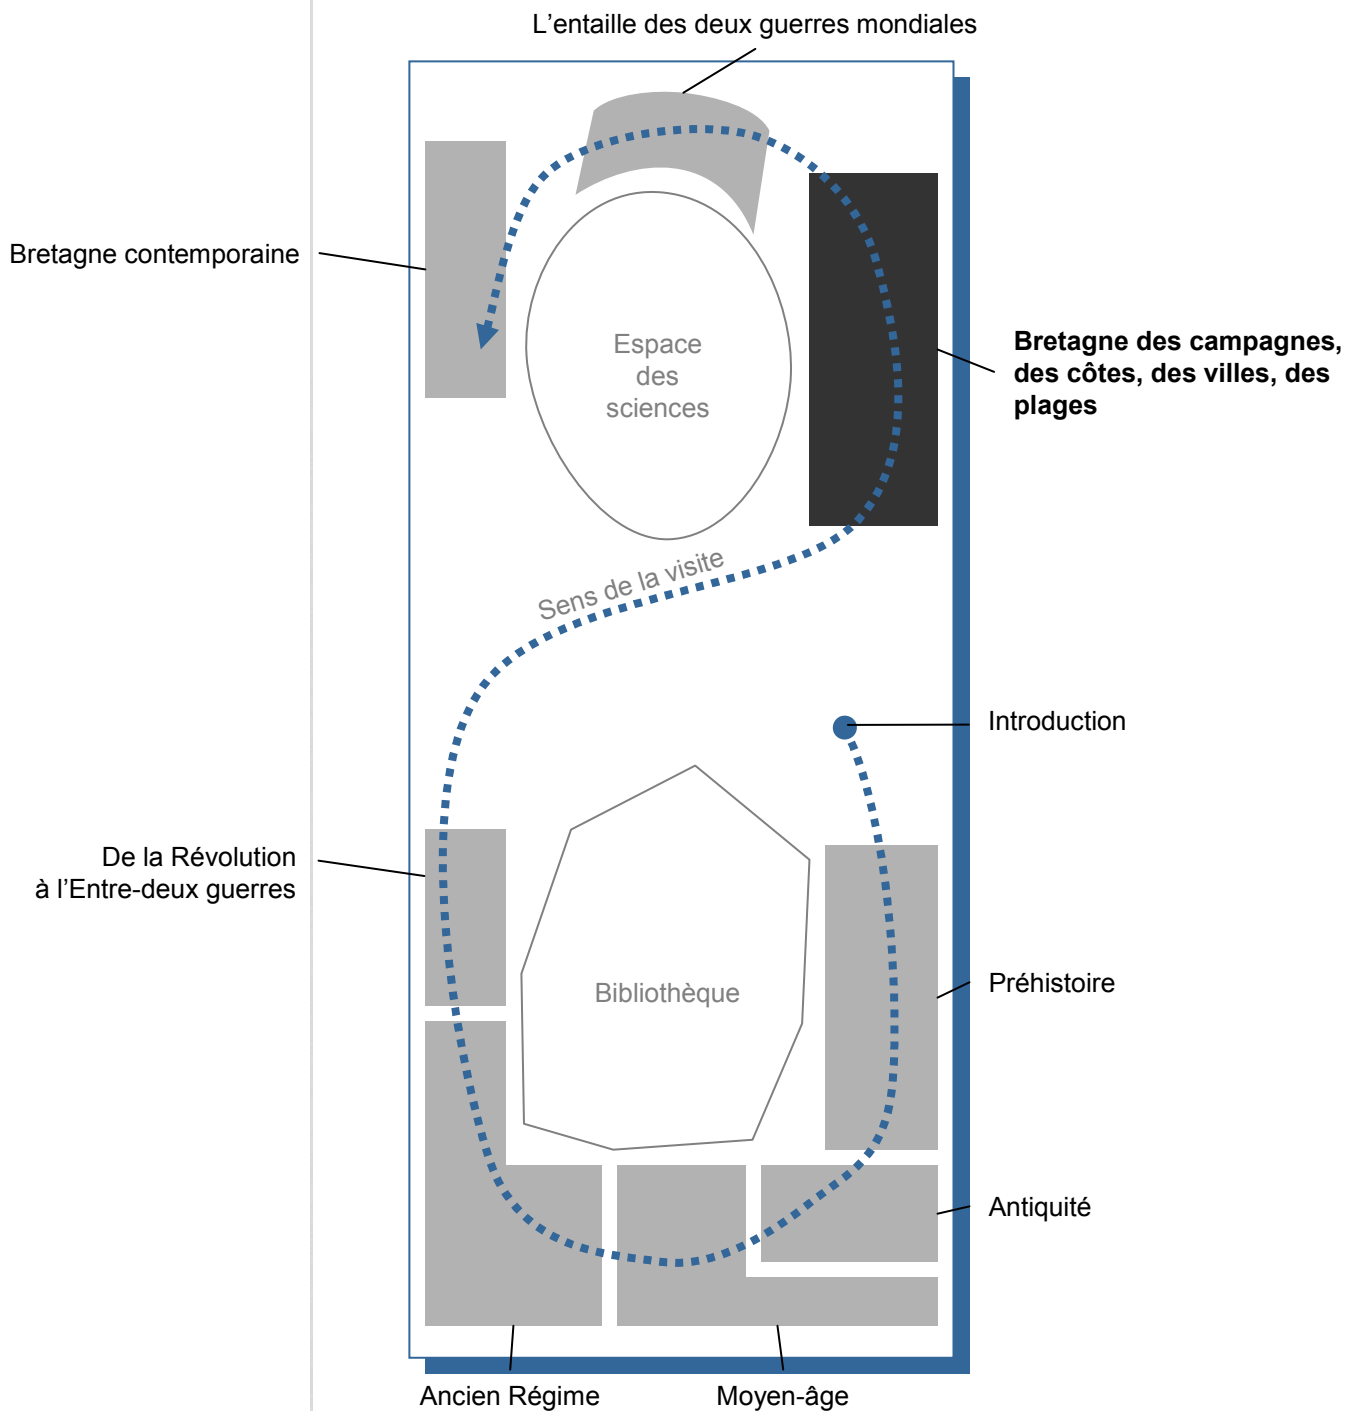 L'entaille des deux guerres mondiales
Bretagne contemporaine
Espace
des
sciences
Bretagne des campagnes,
des côtes, des villes, des
plages
Sens de la visite
Introduction
De la Révolution
à l'Entre-deux guerres
Bibliothèque
Préhistoire
Antiquité
Ancien Régime
Moyen-âge